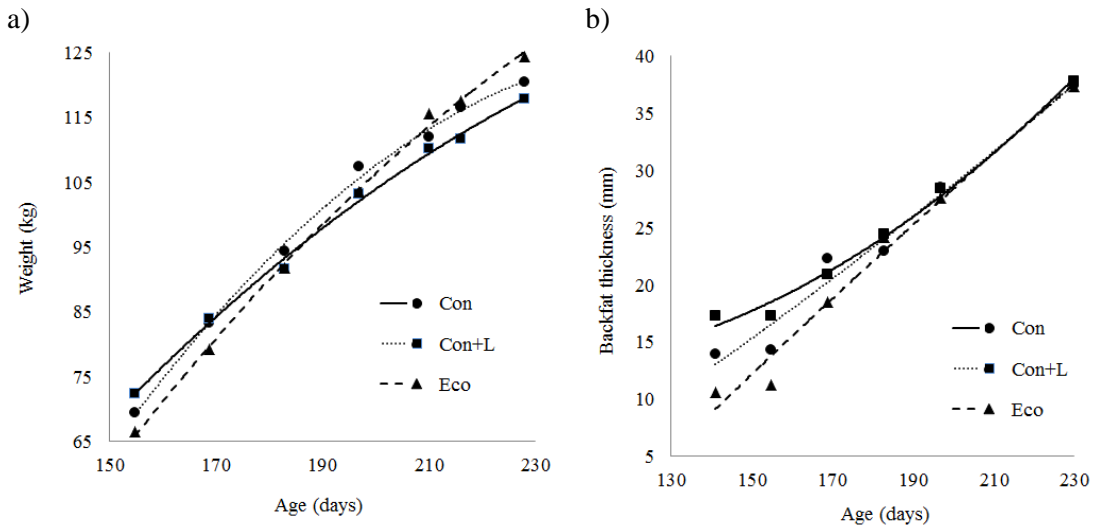 a)
125
115
105
95
85
75
65
Weight (kg)
150 170 190 210 230
Age (days)
Con
Con+L
Eco
b)
40
35
30
25
20
15
10
5
Backfat thickness (mm)
130 150 170 190 210 230
Age (days)
Con
Con+L
Eco